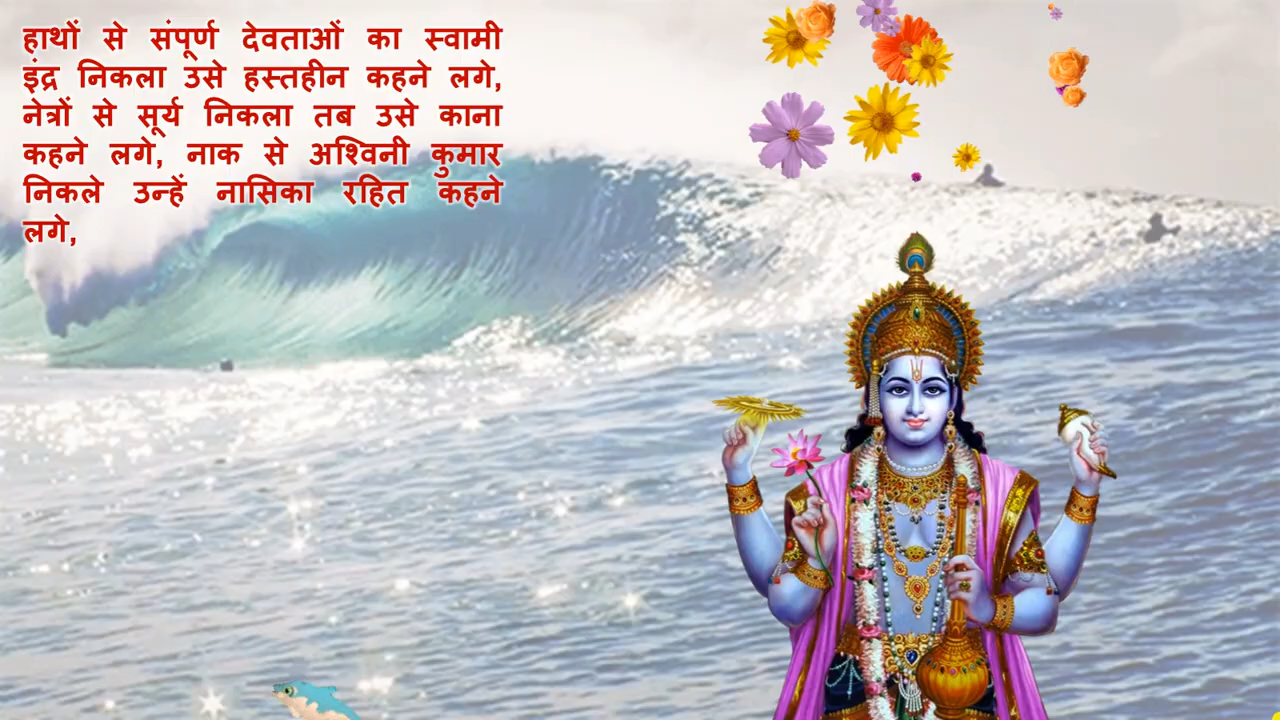 हाथों से संपूर्ण देवताओं का स्वामी
इंद्र निकला उसे हस्तहीन कहने लगे,
नेत्रों से सूर्य निकला तब उसे काना
कहने लगे, नाक से अश्विनी कुमार
निकले उन्हें नासिका रहित कहने
लगे,